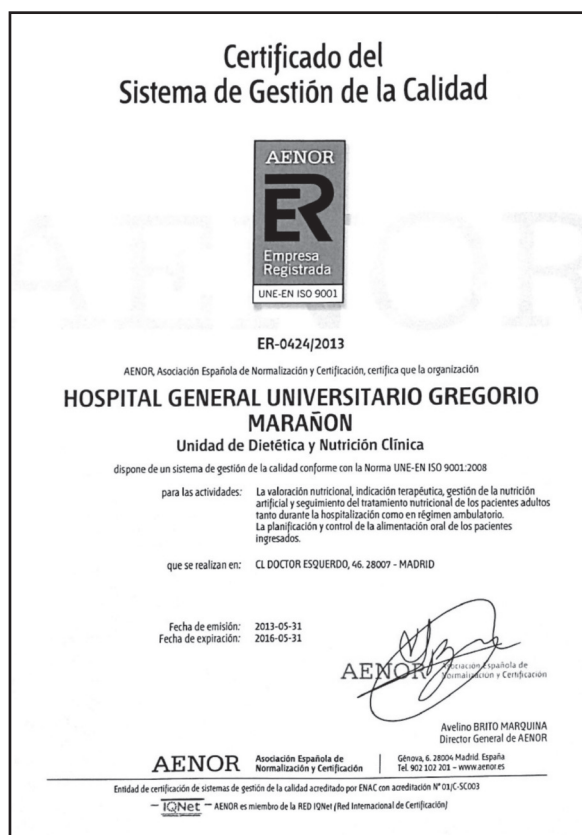 Certificado del
Sistema de Gestión de la Calidad
AENOR
ER
Empresa
Registrada
UNE-EN ISO 9001
ER-0424/2013
AENOR, Asociación Española de Normalización y Certificación, certifica que la organización
HOSPITAL GENERAL UNIVERSITARIO GREGORIO
MARAÑON
Unidad de Dietética y Nutrición Clínica
dispone de un sistema de gestión de la calidad conforme con la Norma UNE-EN ISO 9001:2008
para las actividades: La valoración nutricional, indicación terapéutica, gestión de la nutrición
artificial y seguimiento del tratamiento nutricional de los pacientes adultos
tanto durante la hospitalización como en régimen ambulatorio.
La planificación y control de la alimentación oral de los pacientes
ingresados.
que se realizan en: CL DOCTOR ESQUERDO, 46. 28007 - MADRID
Fecha de emisión: 2013-05-31
Fecha de expiración: 2016-05-31
AENOR Asociación Española de
Normalización y Certificación
Avelino BRITO MARQUINA
Director General de AENOR
AENOR Asociación Española de Normalización y Certificación Génova, 6. 28004 Madrid. España
Tel. 902 102 201 – www.aenor.es
Entidad de certificación de sistemas de gestión de la calidad acreditado por ENAC con acreditación Nº 01/C-SC003
IQNet AENOR es miembro de la RED IQNet (Red Internacional de Certificación)